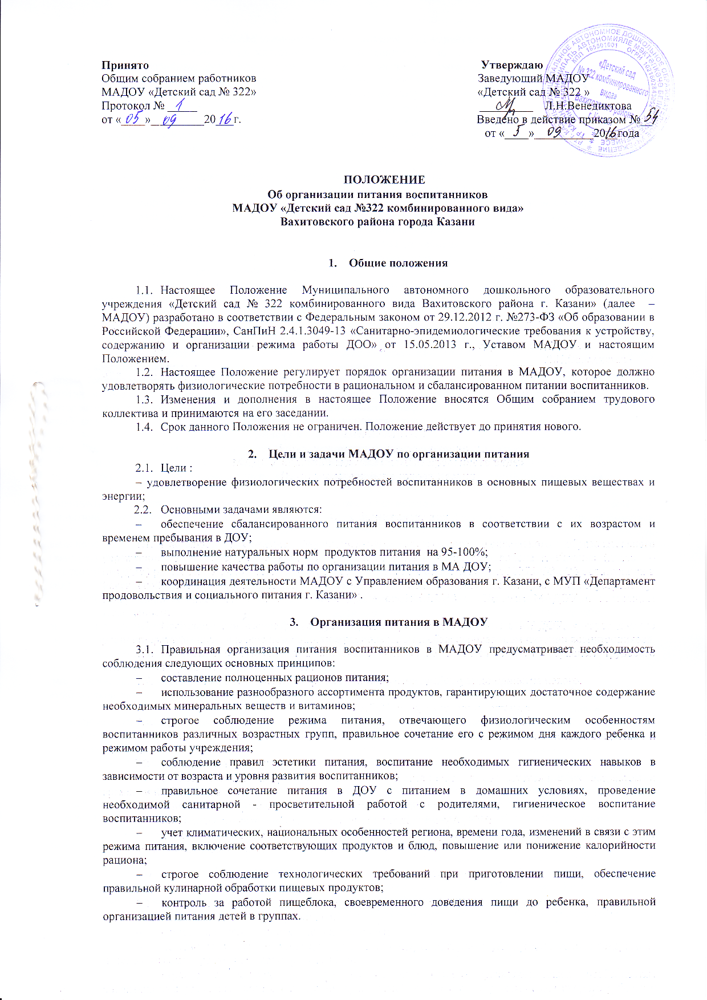 Принято
Общим собранием работников
МАДОУ «Детский сад № 322»
Протокол № 1
от «05» 09 2016 г.
Утверждаю
Заведующий МАДОУ
«Детский сад № 322 »
Л.Н.Венедиктова
Введено в действие приказом № 54
от «5» 09 2016 года
«Детский сад
№ 322 комбинированного
вида»
Вахитовского района
ПОЛОЖЕНИЕ
Об организации питания воспитанников
МАДОУ «Детский сад №322 комбинированного вида»
Вахитовского района города Казани
1. Общие положения
1.1. Настоящее Положение Муниципального автономного дошкольного образовательного
учреждения «Детский сад № 322 комбинированного вида Вахитовского района г. Казани» (далее –
МАДОУ) разработано в соответствии с Федеральным законом от 29.12.2012 г. №273-ФЗ «Об образовании в
Российской Федерации», СанПиН 2.4.1.3049-13 «Санитарно-эпидемиологические требования к устройству,
содержанию и организации режима работы ДОО» от 15.05.2013 г., Уставом МАДОУ и настоящим
Положением.
1.2. Настоящее Положение регулирует порядок организации питания в МАДОУ, которое должно
удовлетворять физиологические потребности в рациональном и сбалансированном питании воспитанников.
1.3. Изменения и дополнения в настоящее Положение вносятся Общим собранием трудового
коллектива и принимаются на его заседании.
1.4. Срок данного Положения не ограничен. Положение действует до принятия нового.
2. Цели и задачи МАДОУ по организации питания
2.1. Цели :
– удовлетворение физиологических потребностей воспитанников в основных пищевых веществах и
энергии;
2.2. Основными задачами являются:
– обеспечение сбалансированного питания воспитанников в соответствии с их возрастом и
временем пребывания в ДОУ;
– выполнение натуральных норм продуктов питания на 95-100%;
– повышение качества работы по организации питания в МА ДОУ;
– координация деятельности МАДОУ с Управлением образования г. Казани, с МУП «Департамент
продовольствия и социального питания г. Казани» .
3. Организация питания в МАДОУ
3.1. Правильная организация питания воспитанников в МАДОУ предусматривает необходимость
соблюдения следующих основных принципов:
– составление полноценных рационов питания;
– использование разнообразного ассортимента продуктов, гарантирующих достаточное содержание
необходимых минеральных веществ и витаминов;
– строгое соблюдение режима питания, отвечающего физиологическим особенностям
воспитанников различных возрастных групп, правильное сочетание его с режимом дня каждого ребенка и
режимом работы учреждения;
– соблюдение правил эстетики питания, воспитание необходимых гигиенических навыков в
зависимости от возраста и уровня развития воспитанников;
– правильное сочетание питания в ДОУ с питанием в домашних условиях, проведение
необходимой санитарной - просветительной работой с родителями, гигиеническое воспитание
воспитанников;
– учет климатических, национальных особенностей региона, времени года, изменений в связи с этим
режима питания, включение соответствующих продуктов и блюд, повышение или понижение калорийности
рациона;
– строгое соблюдение технологических требований при приготовлении пищи, обеспечение
правильной кулинарной обработки пищевых продуктов;
– контроль за работой пищеблока, своевременного доведения пищи до ребенка, правильной
организацией питания детей в группах.